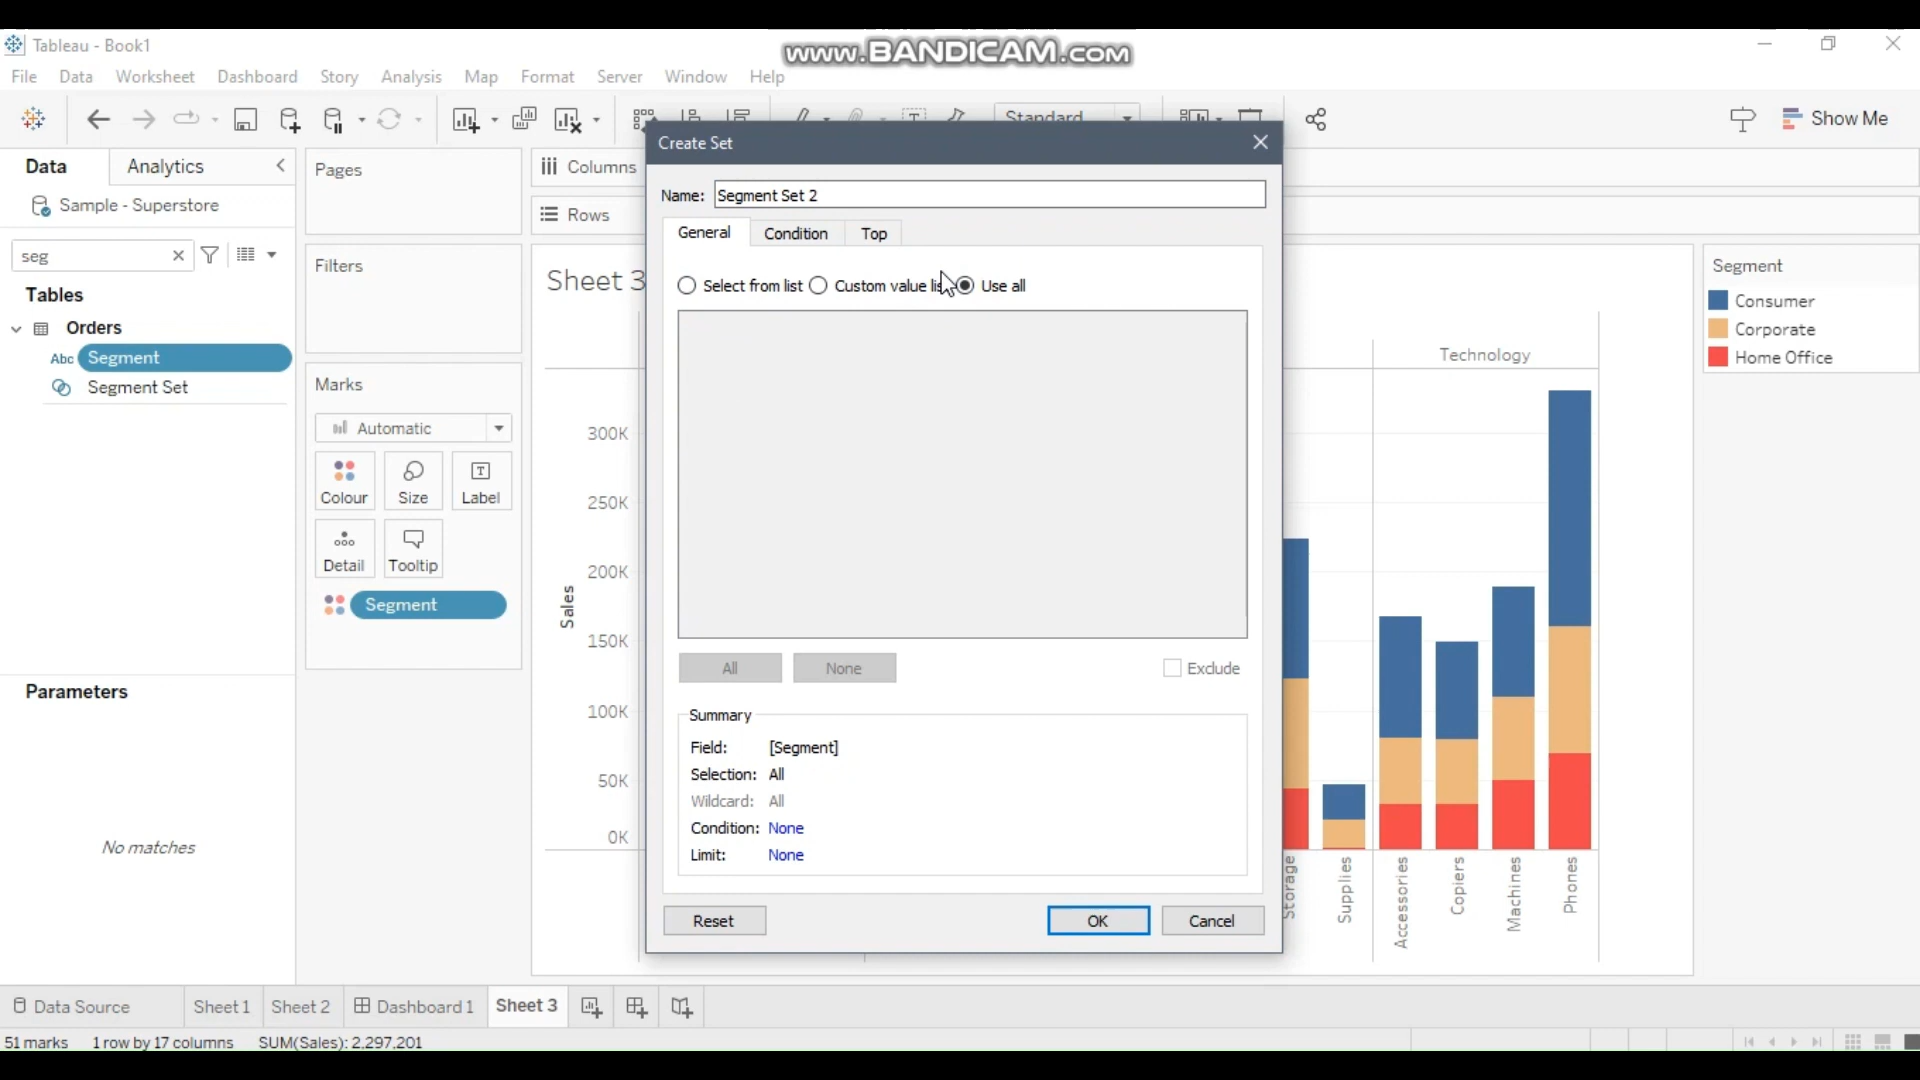 www.BANDICAM.com
Tableau - Book1
File Data Worksheet Dashboard Story Analysis Map Format Server Window Help
Standard
Show Me
Data
Analytics
Sample - Superstore
seg
Tables
Orders
Abc Segment
Segment Set
Parameters
No matches
Pages
Filters
Marks
Automatic
Colour
Size
Label
Detail
Tooltip
Segment
Columns
Rows
Sheet 3
Sales
300K
250K
200K
150K
100K
50K
0K
Create Set
Name: Segment Set 2
General
Condition
Top
Select from list
Custom value
Use all
All
None
Exclude
Summary
Field: [Segment]
Selection: All
Wildcard: All
Condition: None
Limit: None
Reset
OK
Cancel
Technology
Storage
Supplies
Accessories
Copiers
Machines
Phones
Segment
Consumer
Corporate
Home Office
Data Source
Sheet 1
Sheet 2
Dashboard 1
Sheet 3
51 marks 1 row by 17 columns SUM(Sales): 2,297,201